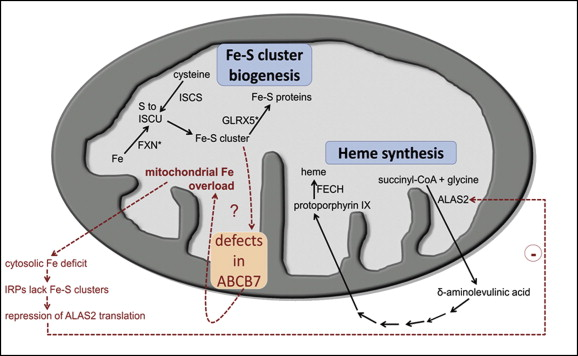 Fe-S cluster
biogenesis
cysteine
ISCS
S to
ISCU
Fe-S proteins
GLRX5*
Fe-S cluster
FXN*
Fe
mitochondrial Fe
overload
?
defects
in
ABCB7
Heme synthesis
heme
FECH
protoporphyrin IX
succinyl-CoA + glycine
ALAS2
-
δ-aminolevulinic acid
cytosolic Fe deficit
IRPs lack Fe-S clusters
repression of ALAS2 translation